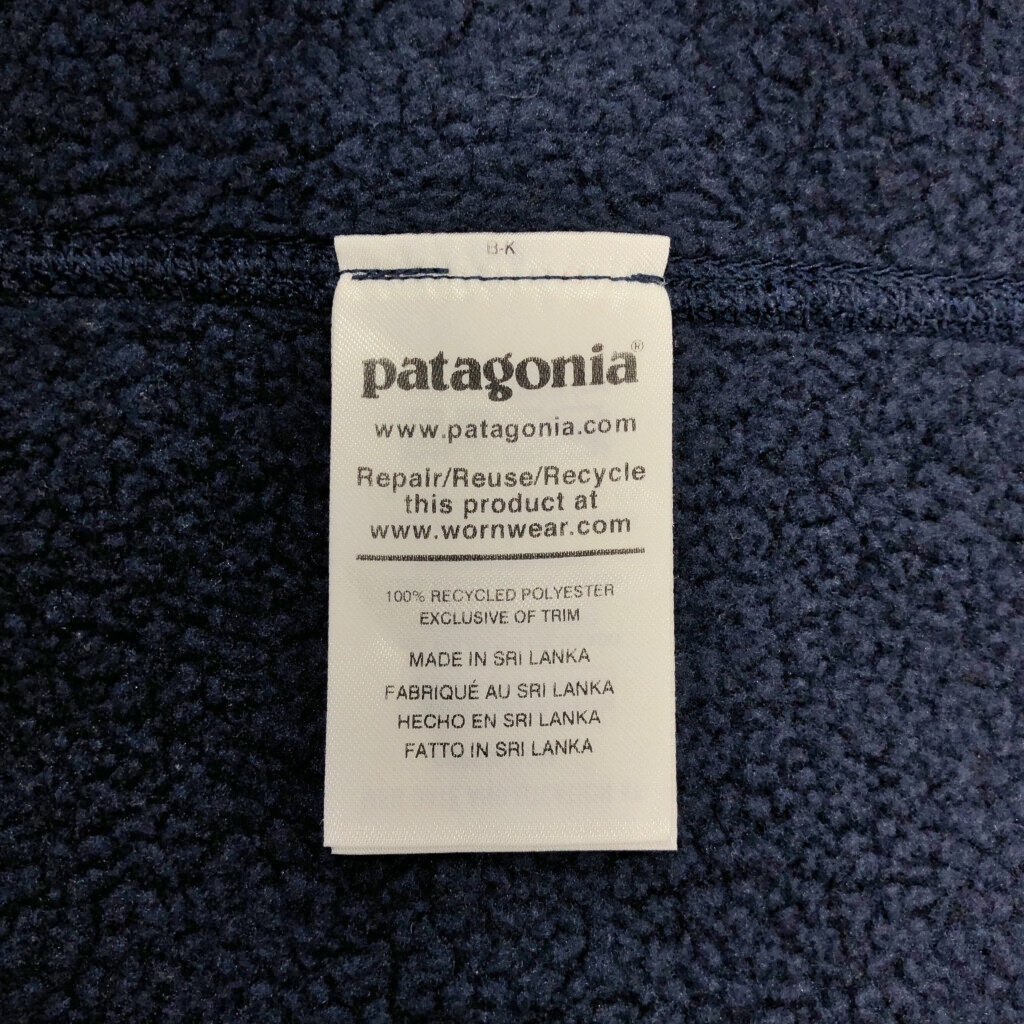 B-K
patagonia®
www.patagonia.com
Repair/Reuse/Recycle
this product at
www.wornwear.com
100% RECYCLED POLYESTER
EXCLUSIVE OF TRIM
MADE IN SRI LANKA
FABRIQUÉ AU SRI LANKA
HECHO EN SRI LANKA
FATTO IN SRI LANKA